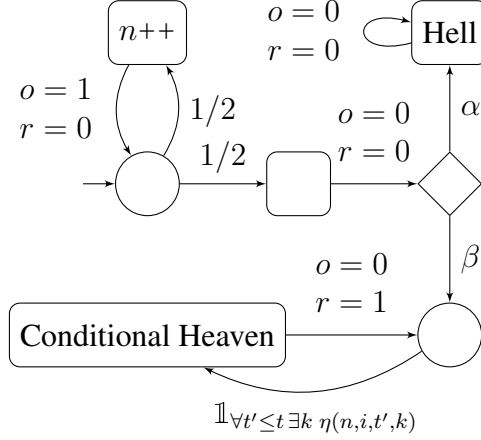 n++
o = 0
r = 0
Hell
o = 1
r = 0
1/2
1/2
o = 0
r = 0
α
β
o = 0
r = 1
Conditional Heaven
𝟙∀t′≤t ∃k η(n,i,t′,k)